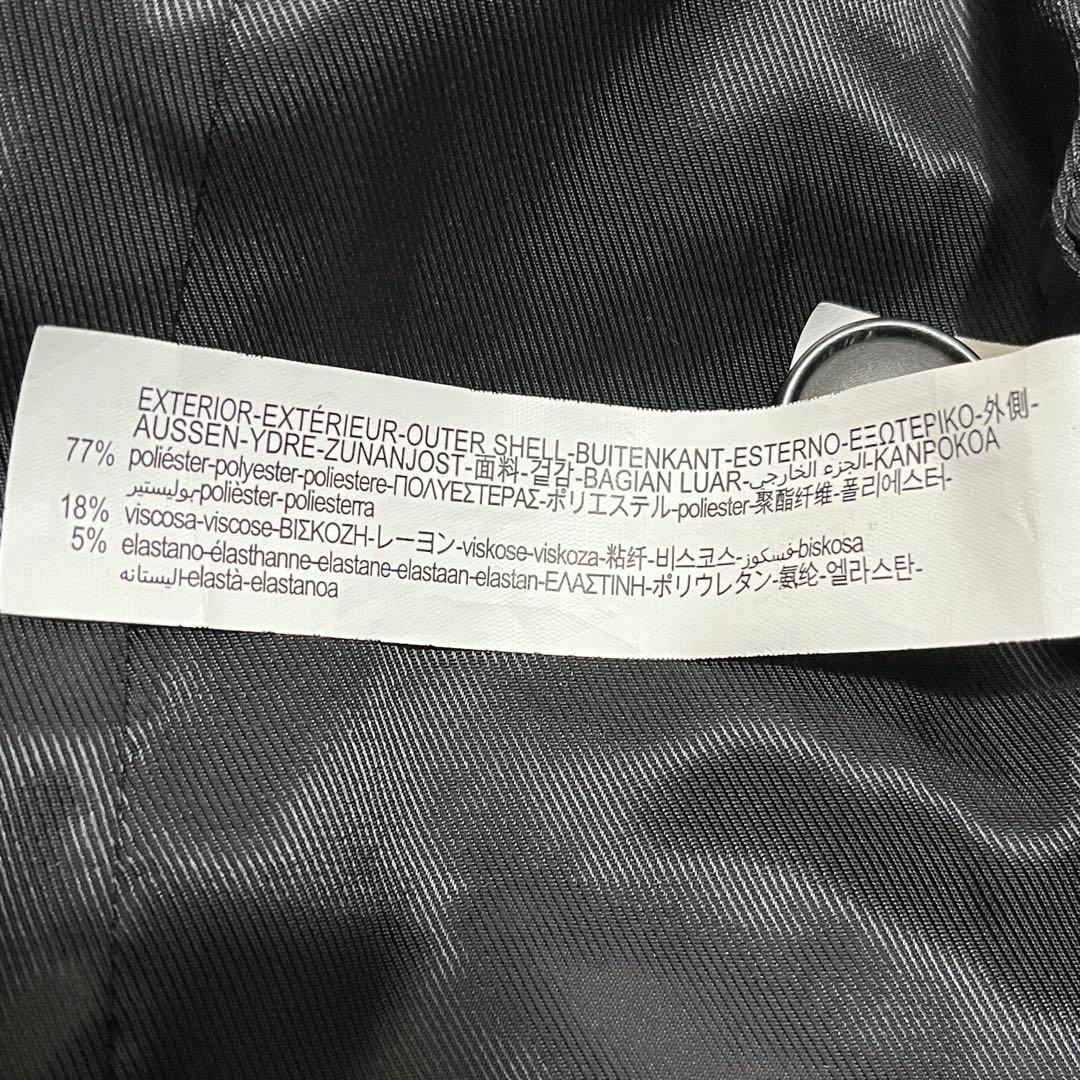 EXTERIOR-EXTÉRIEUR-OUTER SHELL-BUITENKANT-ESTERNO-ΕΞΩΤΕΡΙΚΟ-外側-
AUSSEN-YDRE-ZUNANJOST-面料-겉감-BAGIAN LUAR-الجزء الخارجي-KANPOKOA
77% poliéster-polyester-poliestere-ΠΟΛΥΕΣΤΕΡΑΣ-ポリエステル-poliester-聚酯纤维-폴리에스터-
بوليستير-polièster-poliesterra
18% viscosa-viscose-ΒΙΣΚΟΖΗ-レーヨン-viskose-viskoza-粘纤-비스코스-فسكوز-biskosa
5% elastano-élasthanne-elastane-elastaan-elastan-ΕΛΑΣΤΙΝΗ-ポリウレタン-氨纶-엘라스탄-
اليستانه-elastà-elastanoa